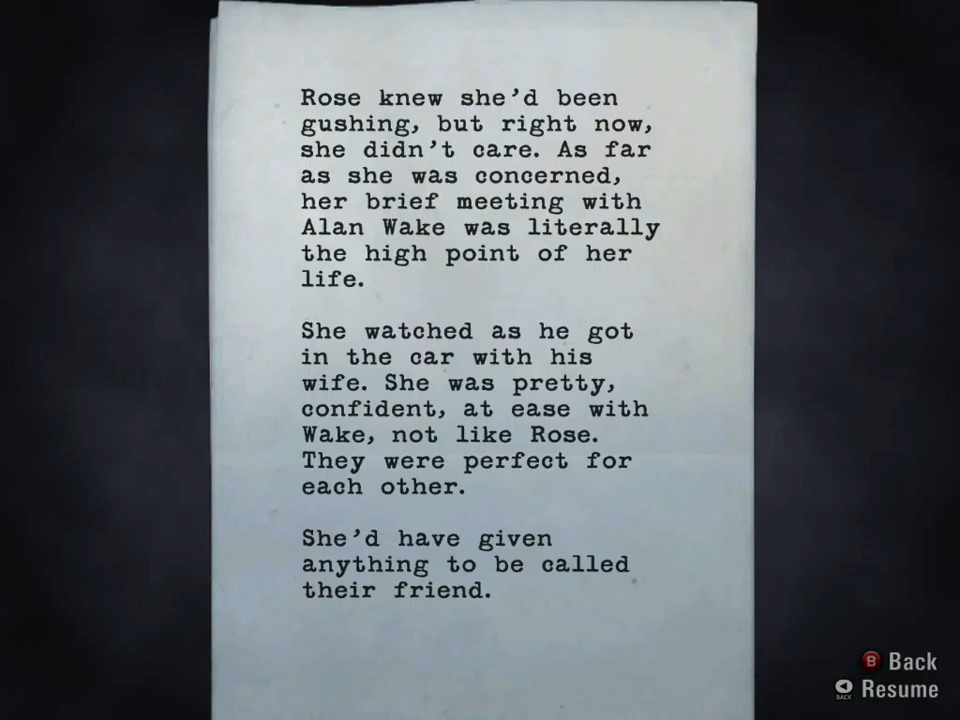 Rose knew she'd been
gushing, but right now,
she didn't care. As far
as she was concerned,
her brief meeting with
Alan Wake was literally
the high point of her
life.
She watched as he got
in the car with his
wife. She was pretty,
confident, at ease with
Wake, not like Rose.
They were perfect for
each other.
She'd have given
anything to be called
their friend.
B Back
BACK Resume